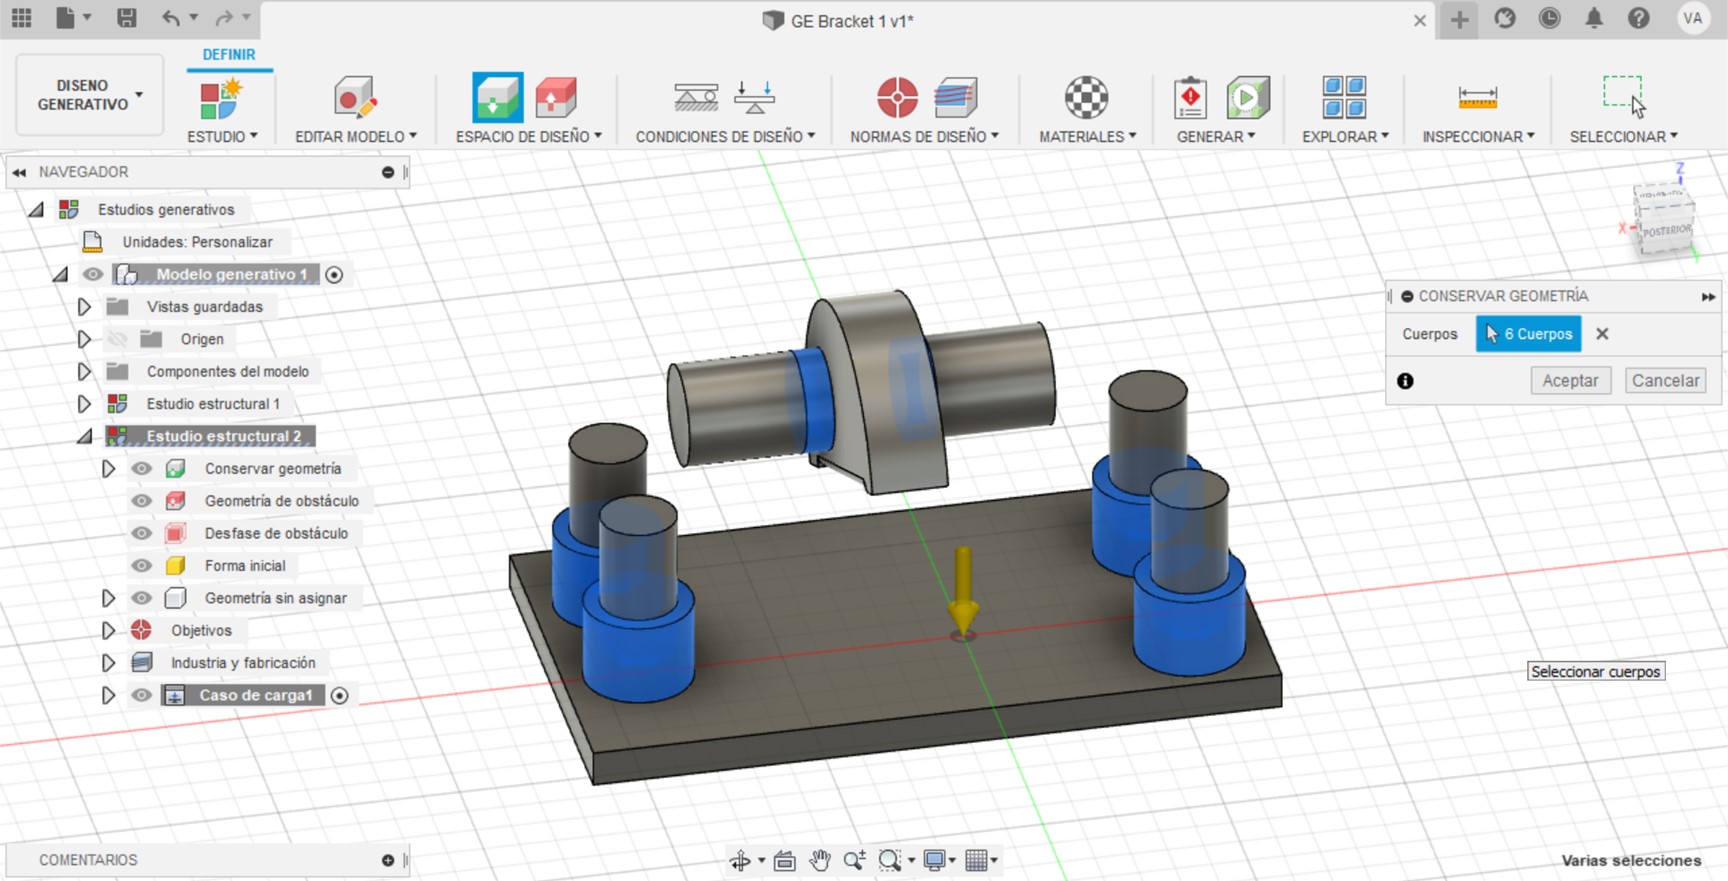 GE Bracket 1 v1*
VA
DISENO
GENERATIVO
DEFINIR
ESTUDIO
EDITAR MODELO
ESPACIO DE DISEÑO
CONDICIONES DE DISEÑO
NORMAS DE DISEÑO
MATERIALES
GENERAR
EXPLORAR
INSPECCIONAR
SELECCIONAR
NAVEGADOR
Estudios generativos
Unidades: Personalizar
Modelo generativo 1
Vistas guardadas
Origen
Componentes del modelo
Estudio estructural 1
Estudio estructural 2
Conservar geometría
Geometría de obstáculo
Desfase de obstáculo
Forma inicial
Geometría sin asignar
Objetivos
Industria y fabricación
Caso de carga1
Z
X
POSTERIOR
CONSERVAR GEOMETRÍA
Cuerpos
6 Cuerpos
Aceptar
Cancelar
Seleccionar cuerpos
COMENTARIOS
Varias selecciones